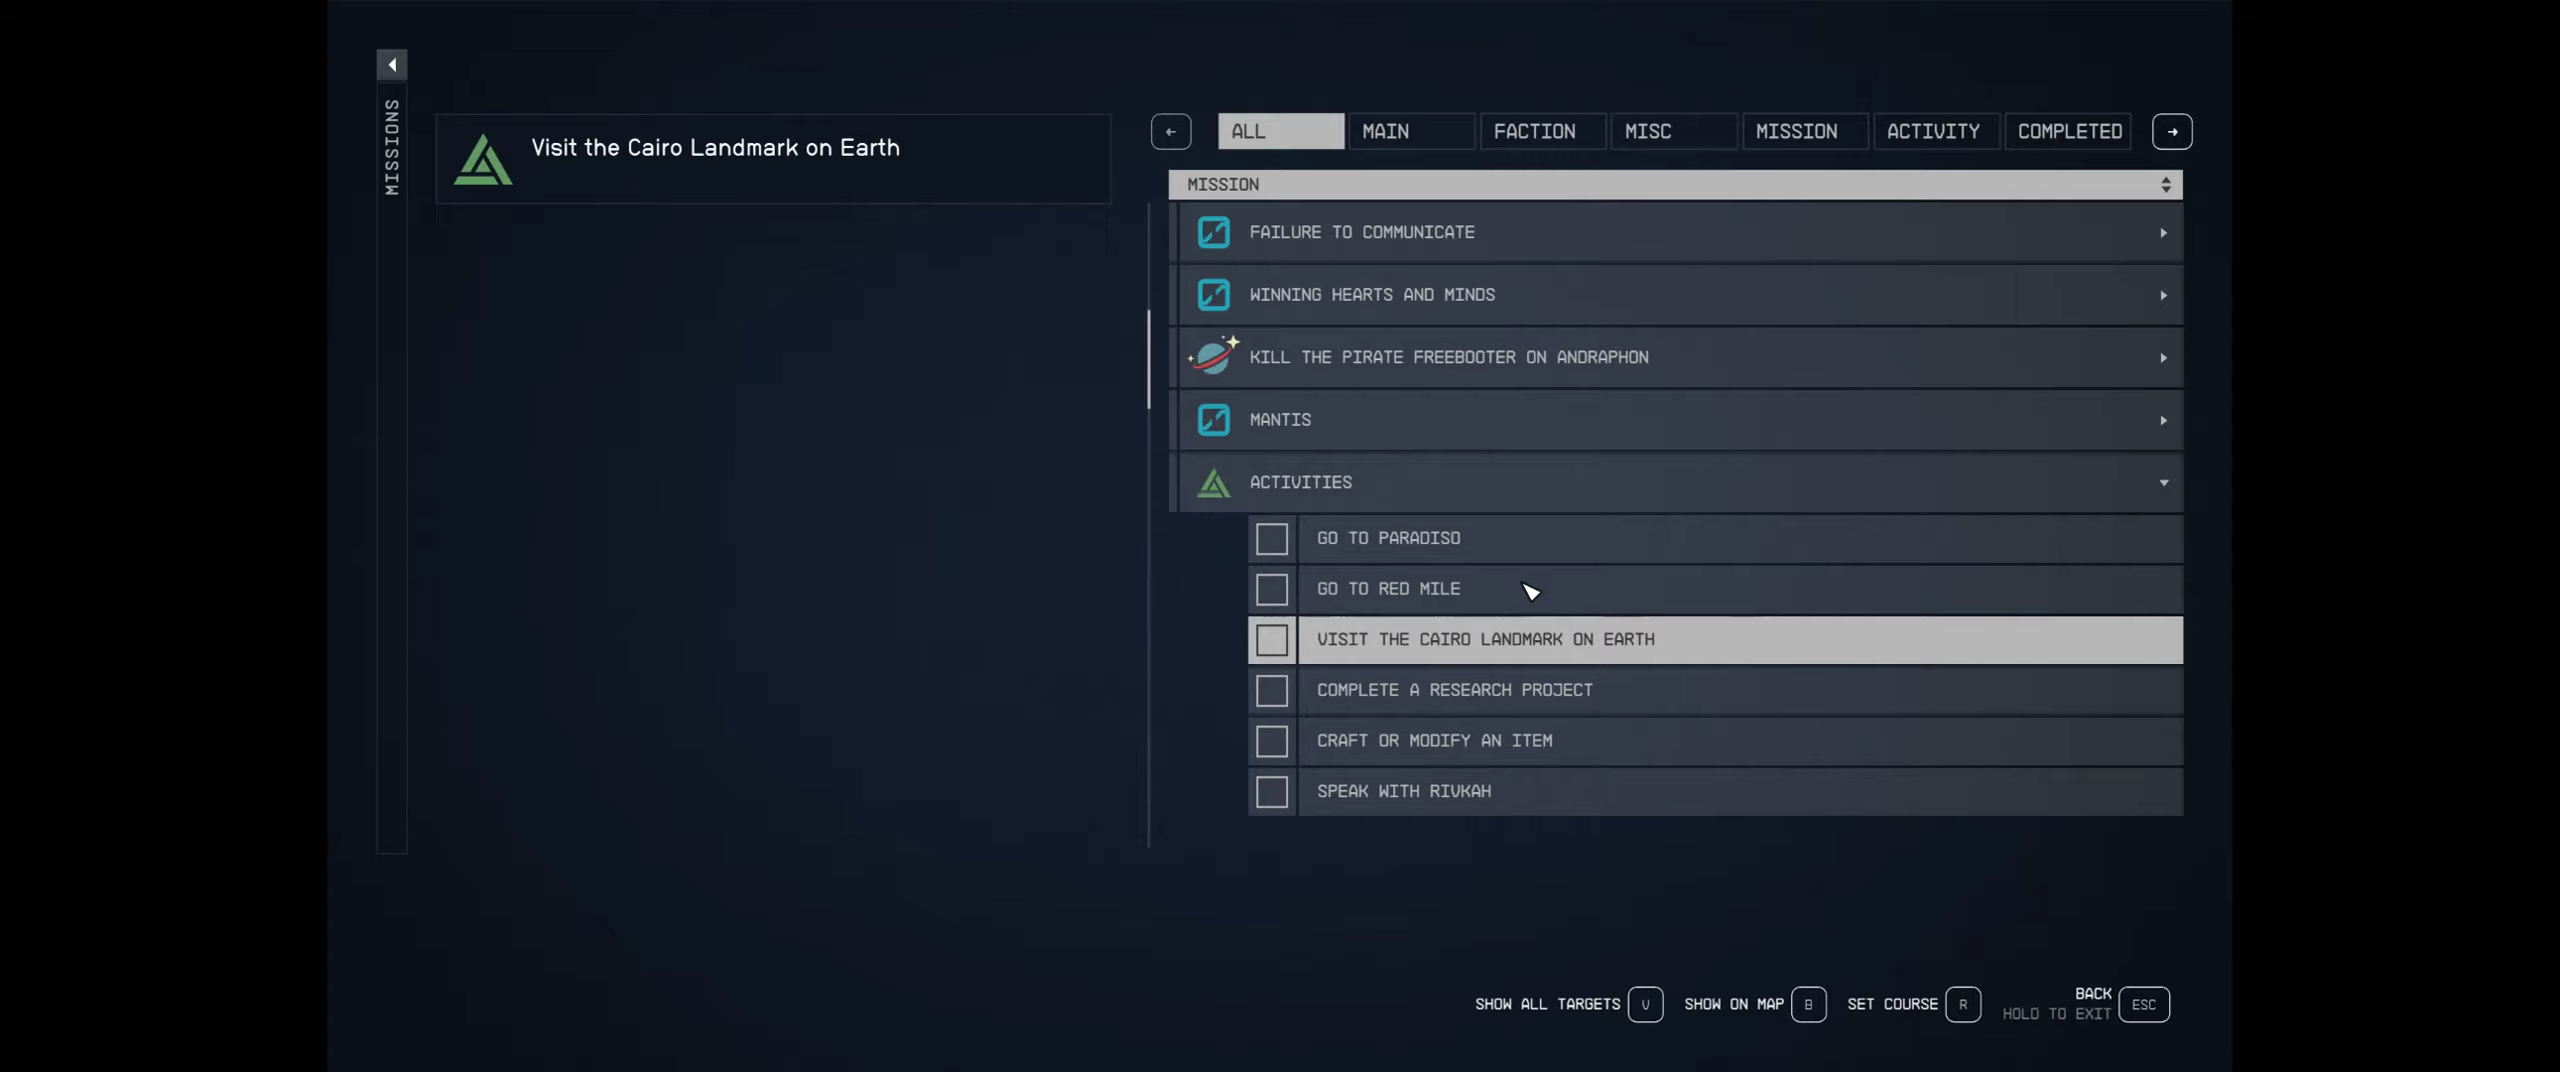 MISSIONS
Visit the Cairo Landmark on Earth
ALL
MAIN
FACTION
MISC
MISSION
ACTIVITY
COMPLETED
MISSION
FAILURE TO COMMUNICATE
WINNING HEARTS AND MINDS
KILL THE PIRATE FREEBOOTER ON ANDRAPHON
MANTIS
ACTIVITIES
GO TO PARADISO
GO TO RED MILE
VISIT THE CAIRO LANDMARK ON EARTH
COMPLETE A RESEARCH PROJECT
CRAFT OR MODIFY AN ITEM
SPEAK WITH RIVKAH
SHOW ALL TARGETS V
SHOW ON MAP B
SET COURSE R
BACK
HOLD TO EXIT
ESC